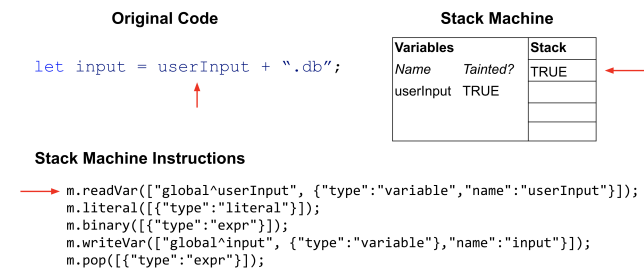 Original Code
let input = userInput + “.db”;
Stack Machine
Variables Stack
Name Tainted? TRUE
userInput TRUE
Stack Machine Instructions
m.readVar(["global^userInput", {"type":"variable","name":"userInput"}]);
m.literal([{"type":"literal"}]);
m.binary([{"type":"expr"}]);
m.writeVar(["global^input", {"type":"variable"},"name":"input"}]);
m.pop([{"type":"expr"}]);